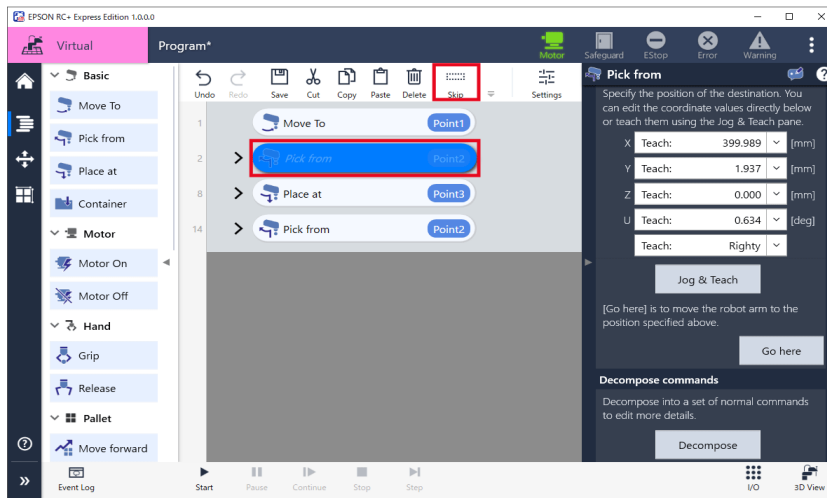 EPSON RC+ Express Edition 1.0.0.0
Virtual
Program*
Motor
Safeguard
EStop
Error
Warning
Basic
Move To
Pick from
Place at
Container
Motor
Motor On
Motor Off
Hand
Grip
Release
Pallet
Move forward
Undo
Redo
Save
Cut
Copy
Paste
Delete
Skip
Settings
1 Move To Point1
2 Pick from Point2
8 Place at Point3
14 Pick from Point2
Pick from
Specify the position of the destination. You
can edit the coordinate values directly below
or teach them using the Jog & Teach pane.
X Teach: 399.989 [mm]
Y Teach: 1.937 [mm]
Z Teach: 0.000 [mm]
U Teach: 0.634 [deg]
Teach: Righty
Jog & Teach
[Go here] is to move the robot arm to the
position specified above.
Go here
Decompose commands
Decompose into a set of normal commands
to edit more details.
Decompose
Event Log
Start
Pause
Continue
Stop
Step
I/O
3D View